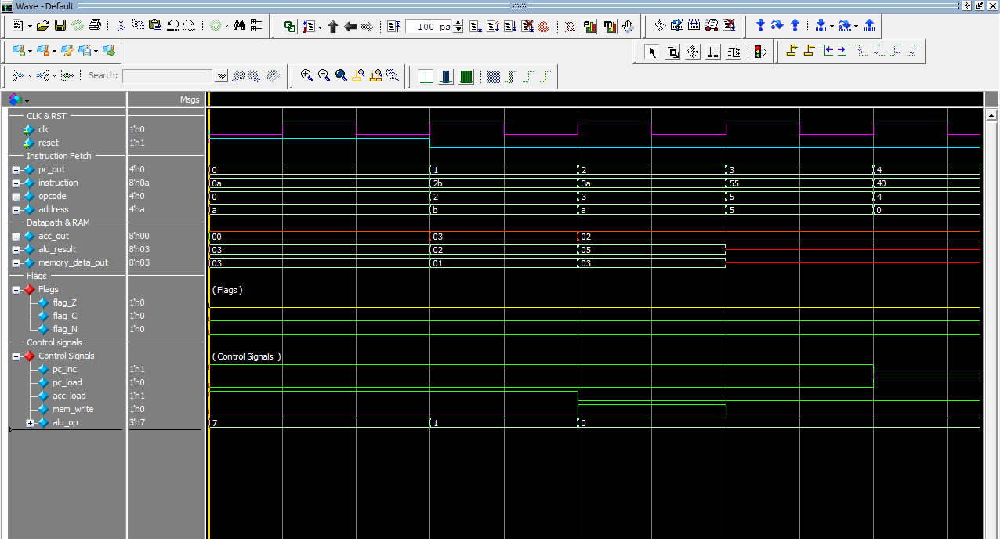 Wave - Default
100 ps
Search:
Msgs
CLK & RST
clk 1'h0
reset 1'h1
Instruction Fetch
pc_out 4'h0 0 1 2 3 4
instruction 8'h0a 0a 2b 3a 55 40
opcode 4'h0 0 2 3 5 4
address 4'ha a b a 5 0
Datapath & RAM
acc_out 8'h00 00 03 02
alu_result 8'h03 03 02 05
memory_data_out 8'h03 03 01 03
Flags
Flags ( Flags )
flag_Z 1'h0
flag_C 1'h0
flag_N 1'h0
Control signals
Control Signals ( Control Signals )
pc_inc 1'h1
pc_load 1'h0
acc_load 1'h1
mem_write 1'h0
alu_op 3'h7 7 1 0